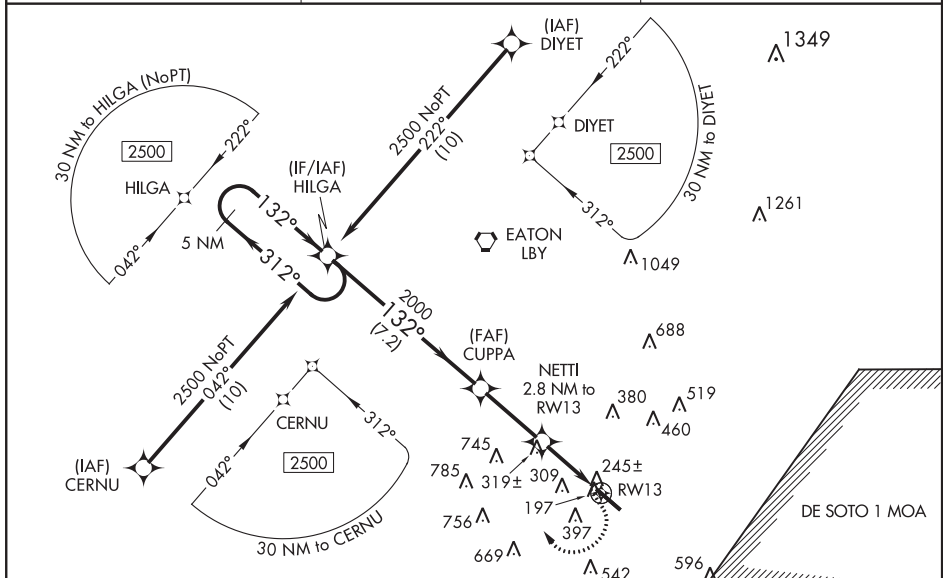 (IAF)
DIYET
1349
30 NM to HILGA (NoPT)
222°
2500
HILGA
042°
2500 NoPT
222°
(10)
222°
DIYET
2500
312°
30 NM to DIYET
(IF/IAF)
HILGA
132°
5 NM
312°
EATON
LBY
1261
1049
2000
132°
(7.2)
2500 NoPT
042°
(10)
(IAF)
CERNU
CERNU
042°
312°
2500
30 NM to CERNU
(FAF)
CUPPA
NETTI
2.8 NM to
RW13
688
380
519
460
745
785
319±
309
245±
RW13
197
756
397
669
542
596
DE SOTO 1 MOA